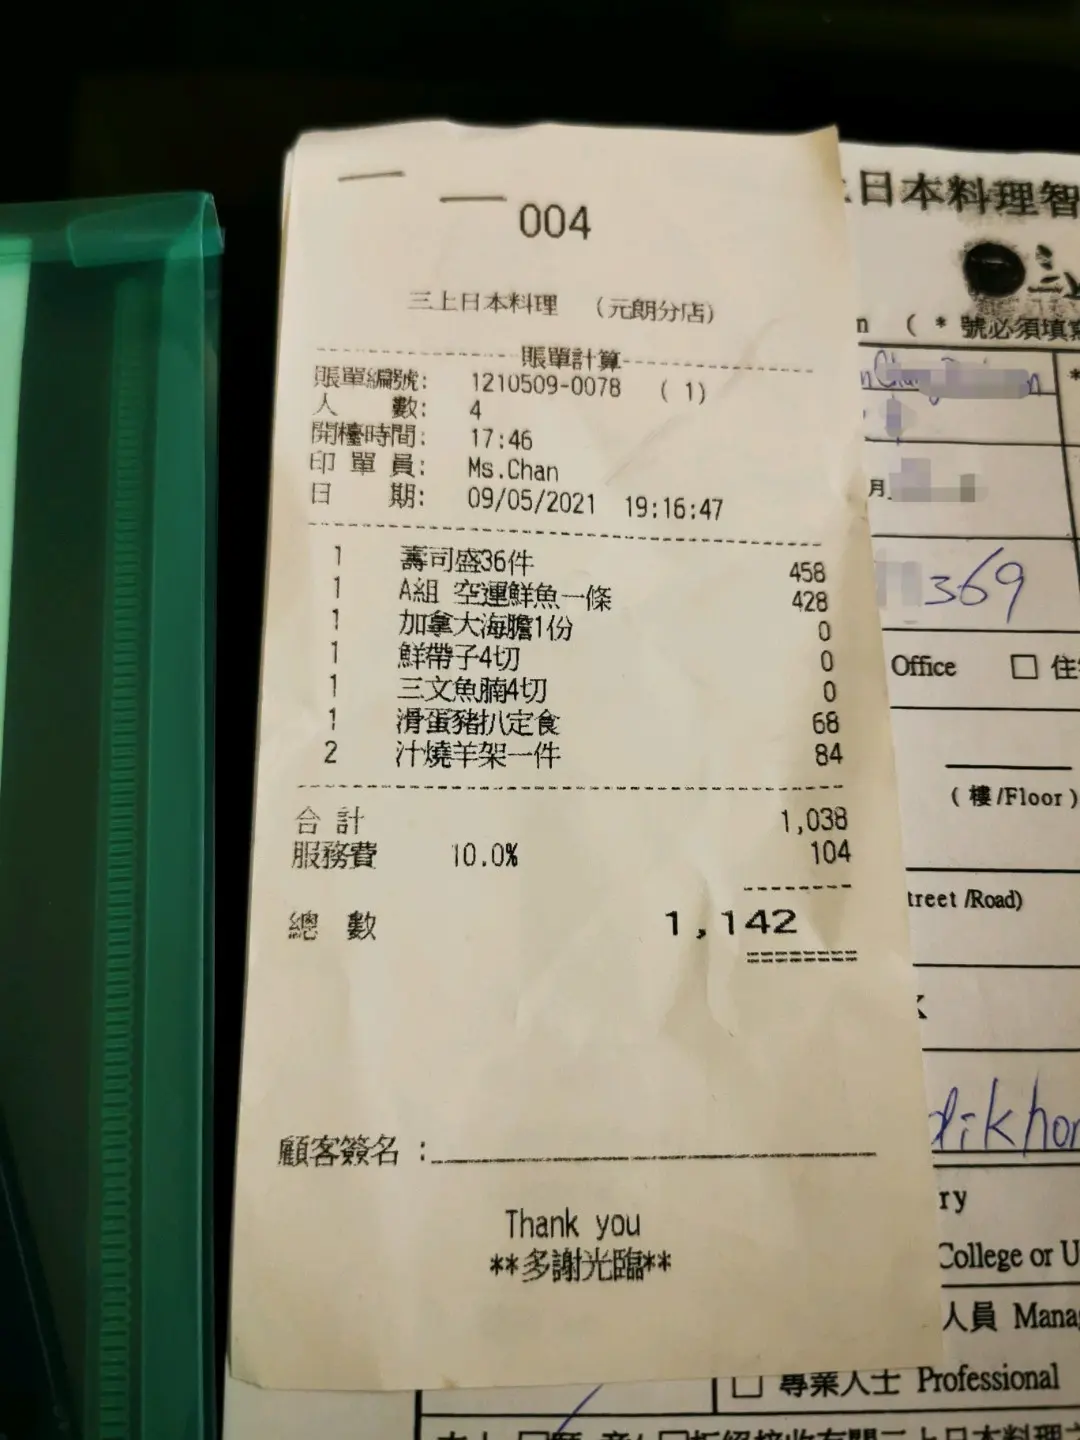 004
三上日本料理 (元朗分店)
賬單計算
賬單編號: 1210509-0078 ( 1)
人 數: 4
開檯時間: 17:46
印 單 員: Ms.Chan
日 期: 09/05/2021 19:16:47
1 壽司盛36件 458
1 A組 空運鮮魚一條 428
1 加拿大海膽1份 0
1 鮮帶子4切 0
1 三文魚腩4切 0
1 滑蛋豬扒定食 68
2 汁燒羊架一件 84
合 計 1,038
服務費 10.0% 104
總 數 1,142
顧客簽名 :
Thank you
**多謝光臨**
上日本料理智
( * 號必須填寫
月
369
Office □ 住宅
( 樓 /Floor )
treet /Road)
ry
College or U
人員 Mana
□ 專業人士 Professional